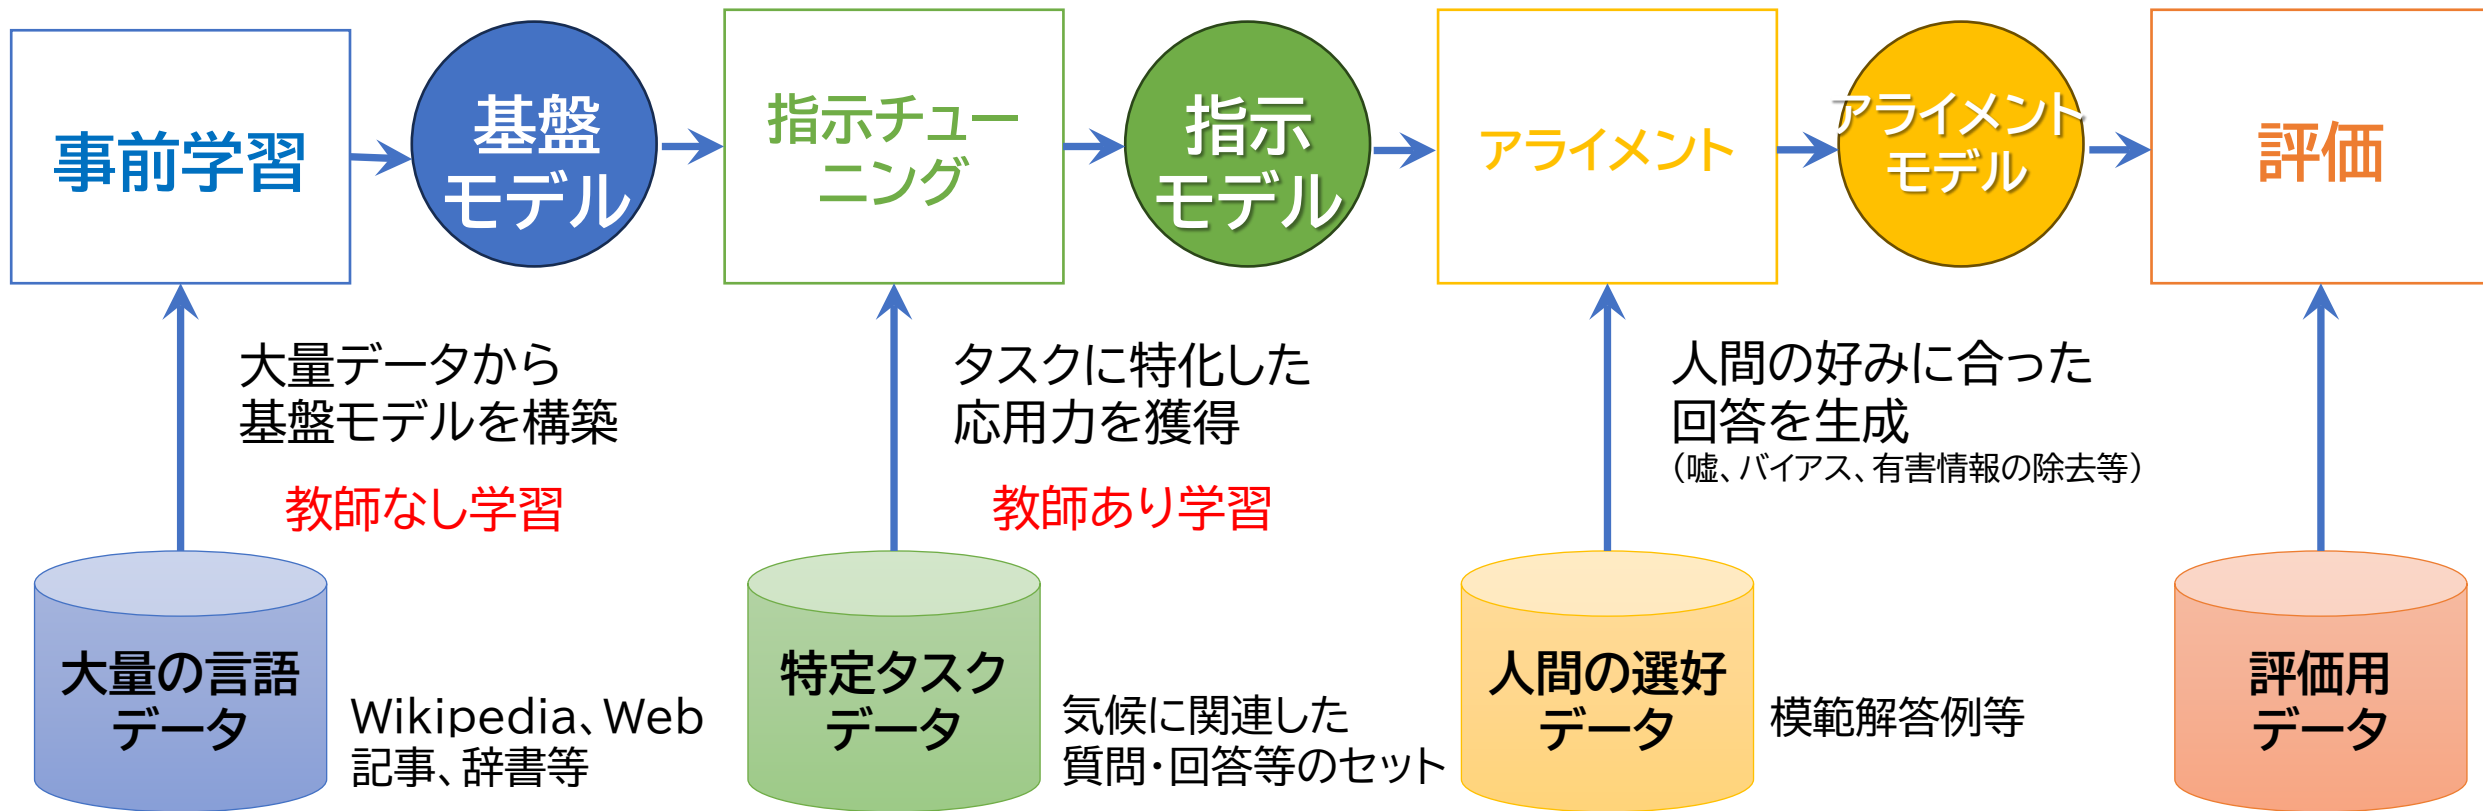 事前学習
基盤
モデル
指示チュー
ニング
指示
モデル
アライメント
アライメント
モデル
評価
大量データから
基盤モデルを構築
教師なし学習
タスクに特化した
応用力を獲得
教師あり学習
人間の好みに合った
回答を生成
（嘘、バイアス、有害情報の除去等）
大量の言語
データ
Wikipedia、Web
記事、辞書等
特定タスク
データ
気候に関連した
質問・回答等のセット
人間の選好
データ
模範解答例等
評価用
データ